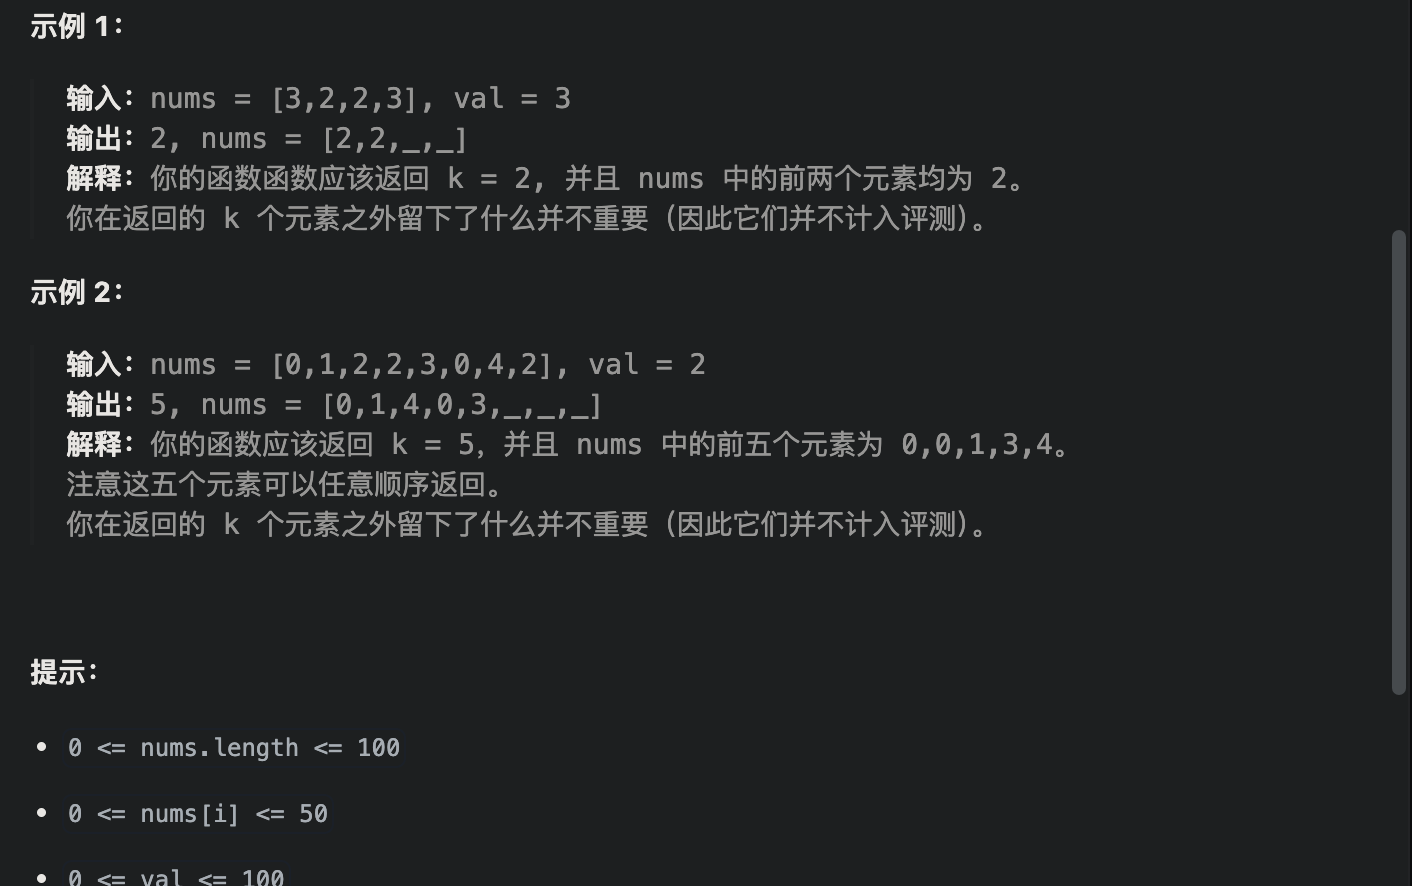 示例 1：
输入：nums = [3,2,2,3], val = 3
输出：2, nums = [2,2,_,_]
解释：你的函数函数应该返回 k = 2, 并且 nums 中的前两个元素均为 2。
你在返回的 k 个元素之外留下了什么并不重要（因此它们并不计入评测）。
示例 2：
输入：nums = [0,1,2,2,3,0,4,2], val = 2
输出：5, nums = [0,1,4,0,3,_,_,_]
解释：你的函数应该返回 k = 5，并且 nums 中的前五个元素为 0,0,1,3,4。
注意这五个元素可以任意顺序返回。
你在返回的 k 个元素之外留下了什么并不重要（因此它们并不计入评测）。
提示：
• 0 <= nums.length <= 100
• 0 <= nums[i] <= 50
• 0 <= val <= 100